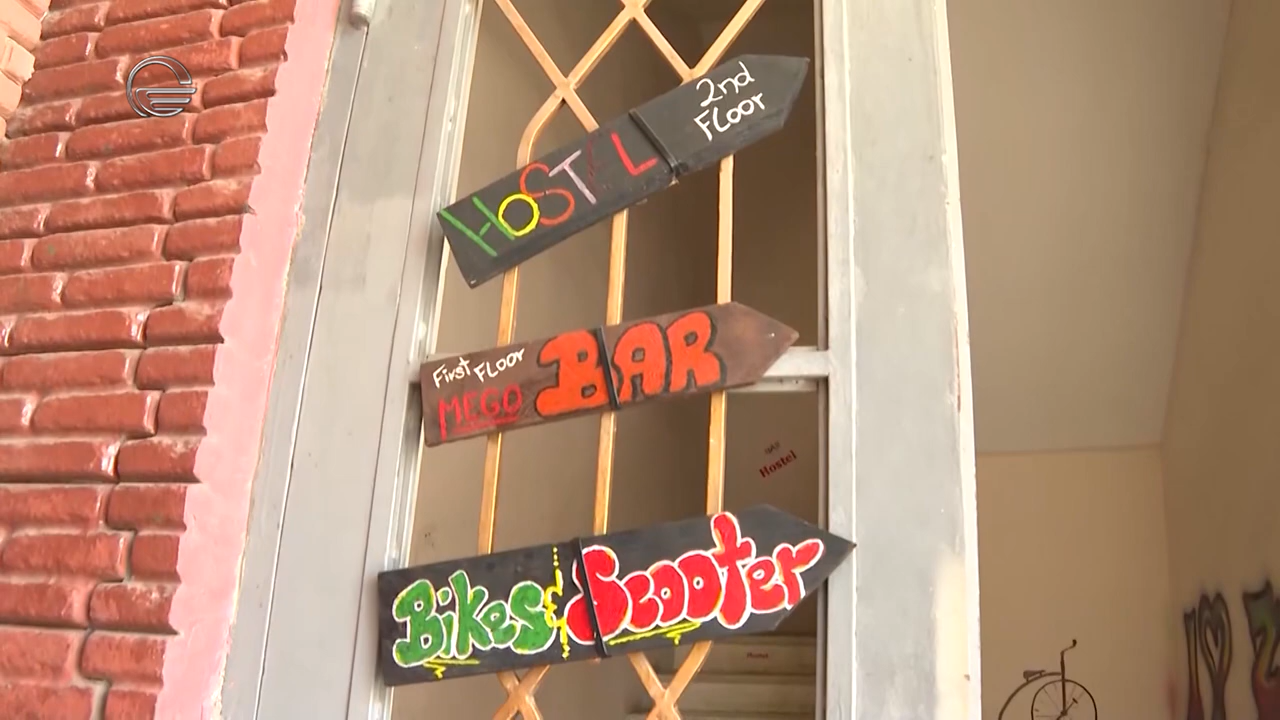 2nd
Floor
HOSTEL
First FLOOR
MEGO
BAR
Hostel
Bikes & Scooter